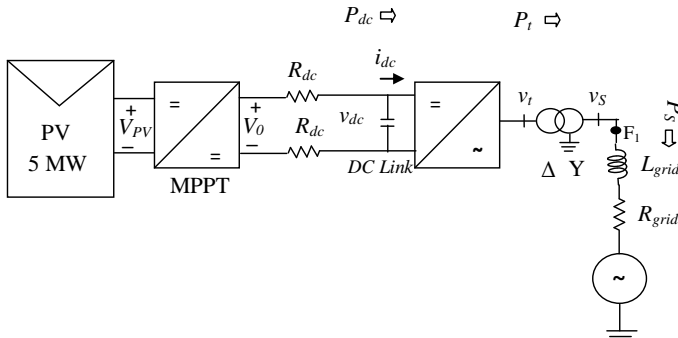 P_dc ⇨
P_t ⇨
PV
5 MW
+
V_PV
−
=
=
MPPT
+
V_0
−
R_dc
R_dc
v_dc
i_dc
DC Link
=
~
v_t
v_S
Δ Y
F_1
P_S ⇨
L_grid
R_grid
~